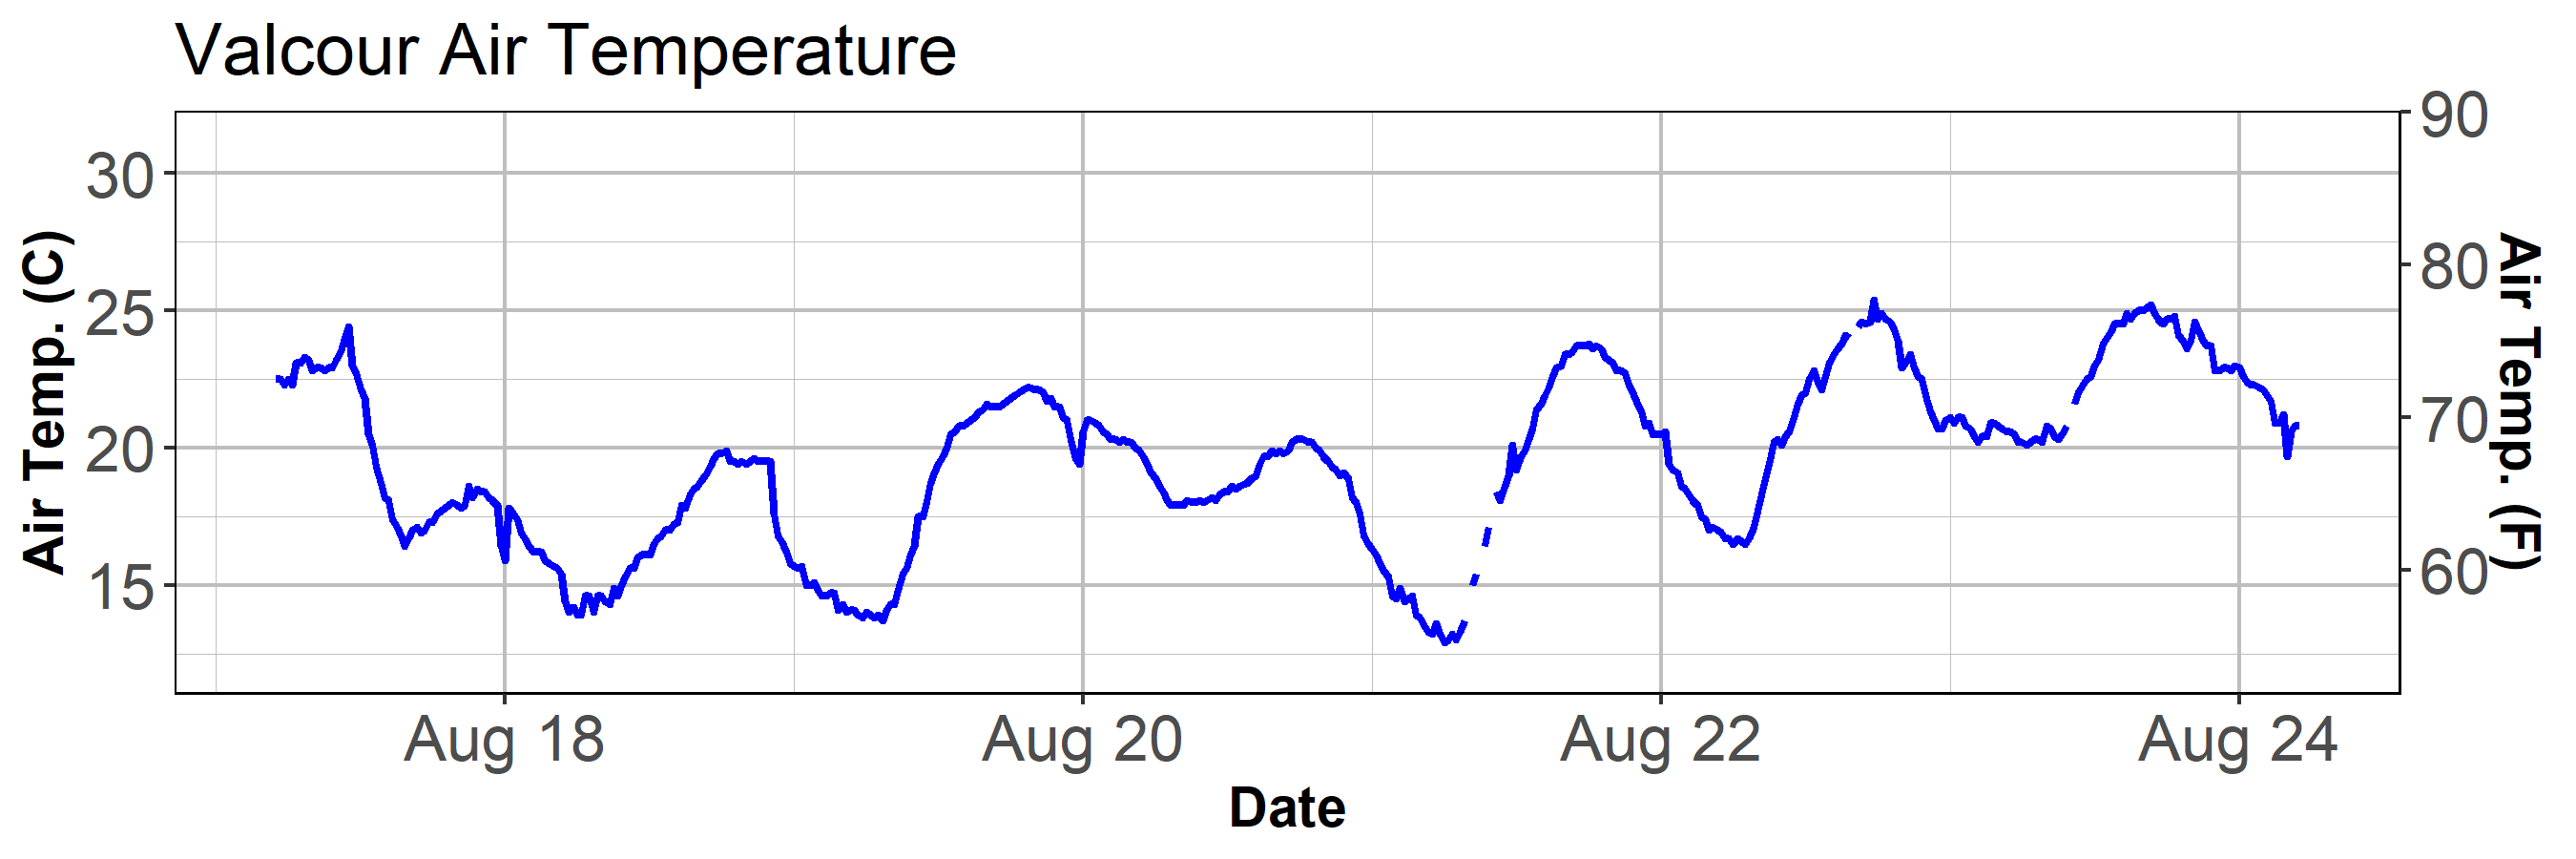 Valcour Air Temperature
90
30
80
25
70
20
60
15
Air Temp. (C)
Air Temp. (F)
Aug 18 Aug 20 Aug 22 Aug 24
Date